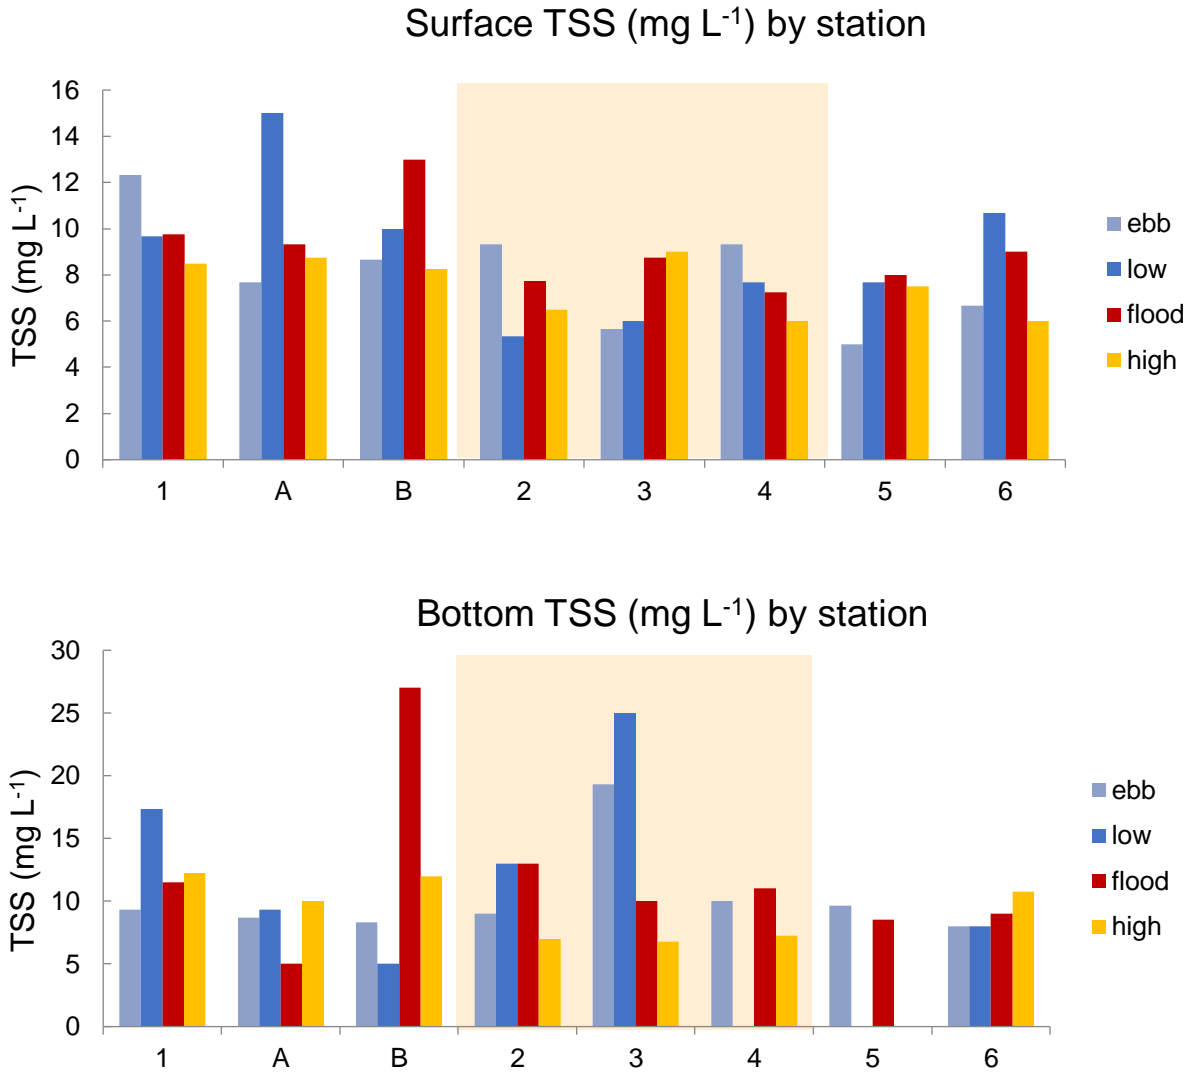 Surface TSS (mg L-1) by station
TSS (mg L-1)
16
14
12
10
8
6
4
2
0
1 A B 2 3 4 5 6
ebb
low
flood
high
Bottom TSS (mg L-1) by station
TSS (mg L-1)
30
25
20
15
10
5
0
1 A B 2 3 4 5 6
ebb
low
flood
high